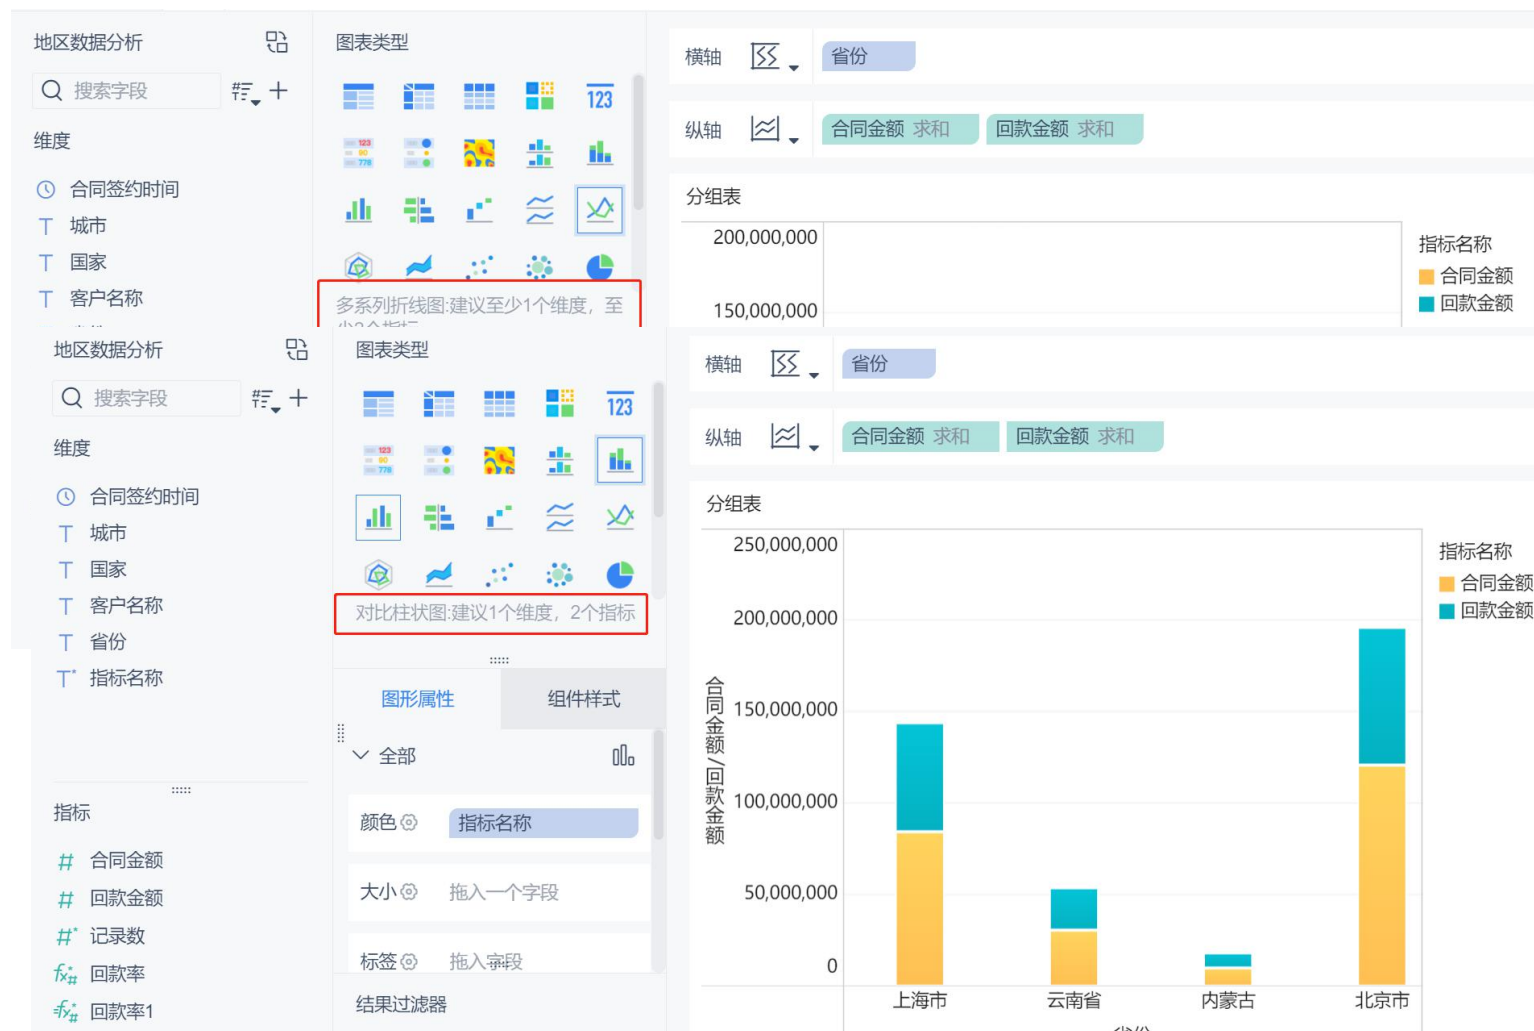 地区数据分析
搜索字段
维度
合同签约时间
城市
国家
客户名称
图表类型
123
多系列折线图:建议至少1个维度，至
横轴
省份
纵轴
合同金额 求和
回款金额 求和
分组表
200,000,000
150,000,000
指标名称
合同金额
回款金额
地区数据分析
搜索字段
维度
合同签约时间
城市
国家
客户名称
省份
指标名称
指标
合同金额
回款金额
记录数
回款率
回款率1
图表类型
123
对比柱状图:建议1个维度，2个指标
图形属性
组件样式
全部
颜色
指标名称
大小
拖入一个字段
标签
拖入字段
结果过滤器
横轴
省份
纵轴
合同金额 求和
回款金额 求和
分组表
250,000,000
200,000,000
150,000,000
100,000,000
50,000,000
0
合同金额/回款金额
上海市
云南省
内蒙古
北京市
指标名称
合同金额
回款金额